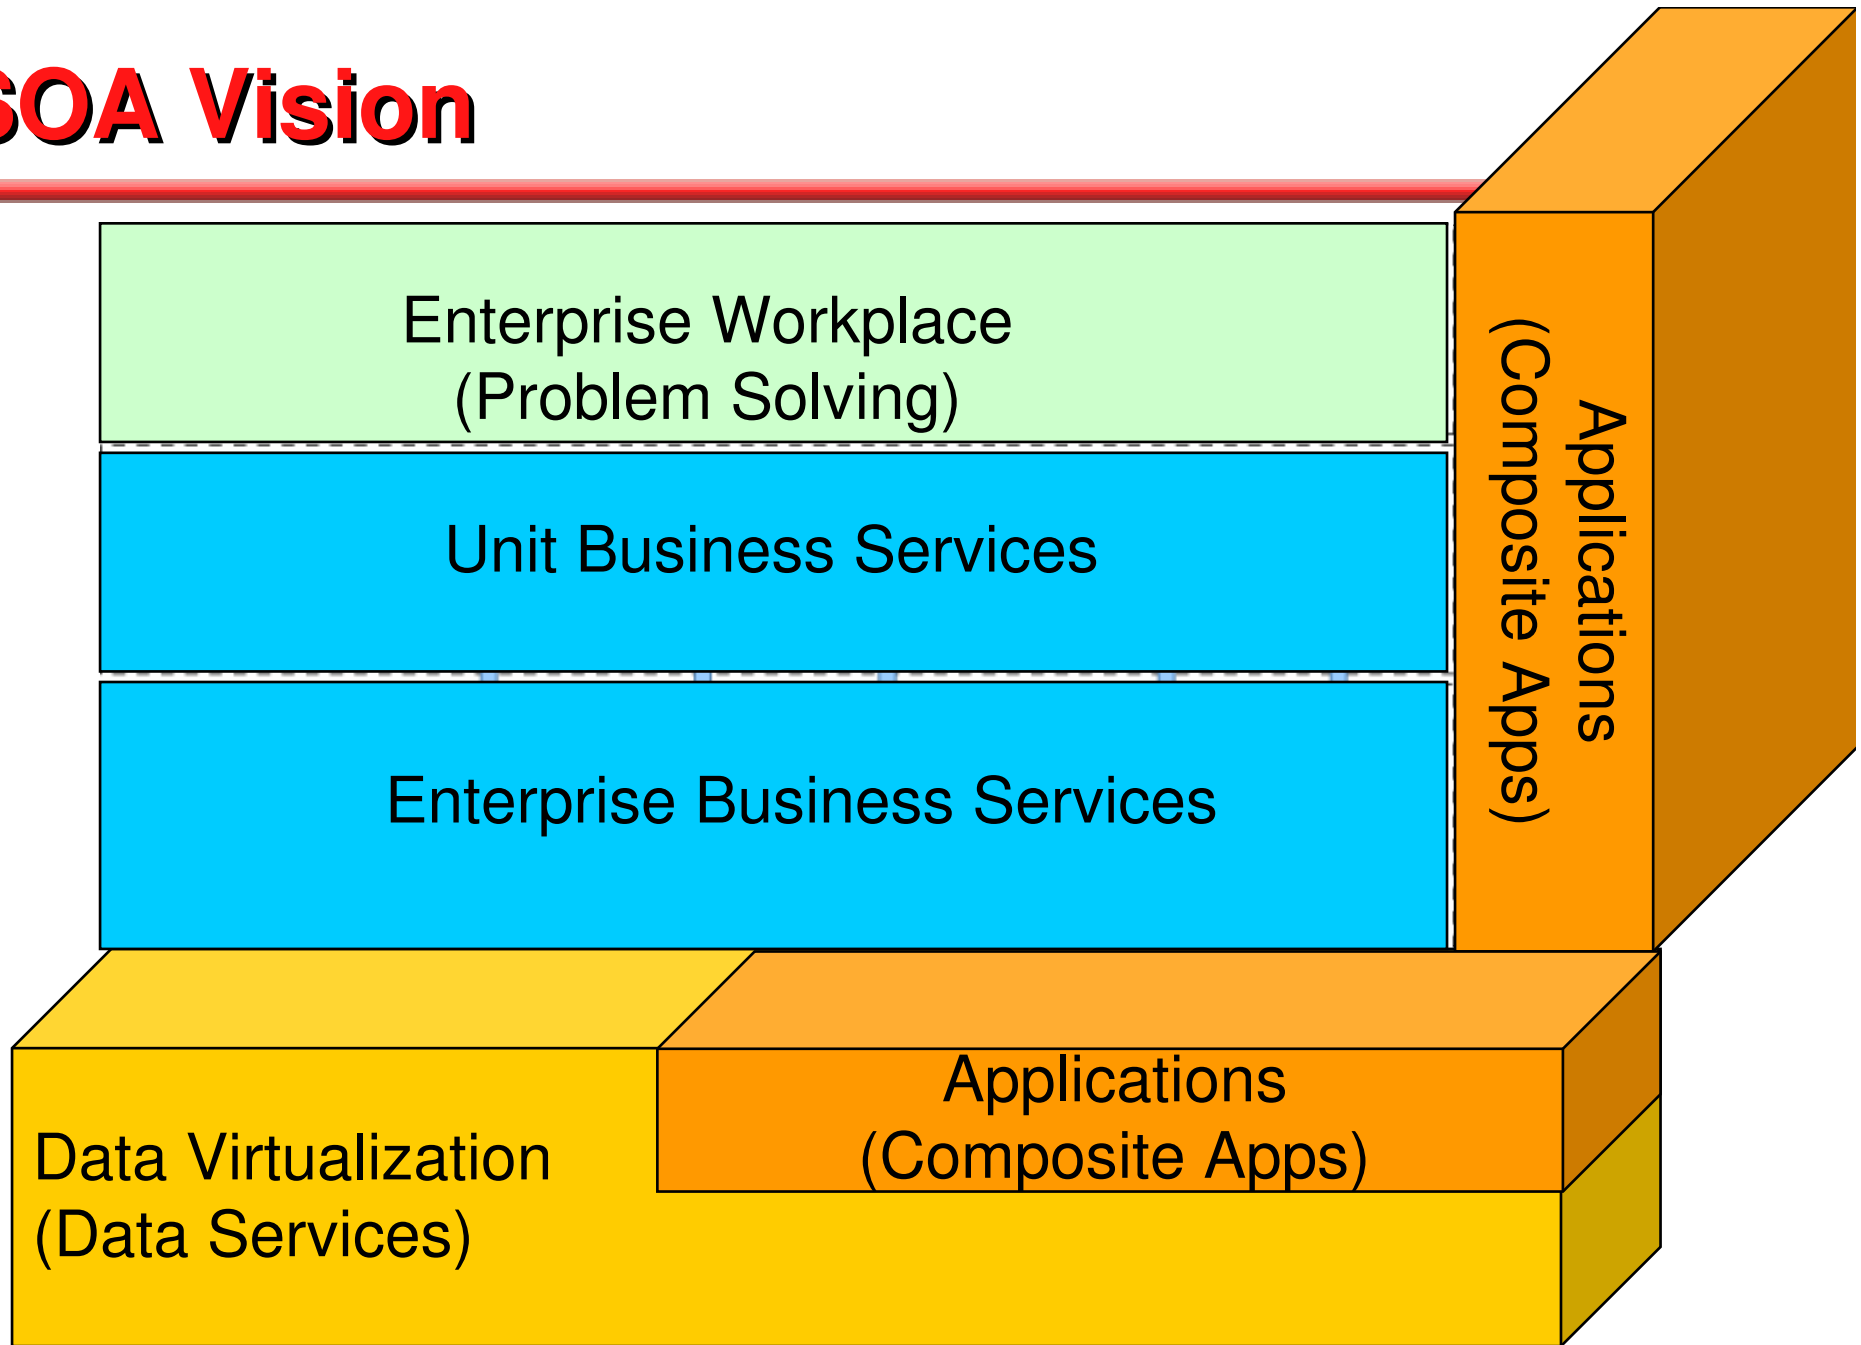 SOA Vision
Enterprise Workplace
(Problem Solving)
Unit Business Services
Enterprise Business Services
Applications
(Composite Apps)
Applications
(Composite Apps)
Data Virtualization
(Data Services)